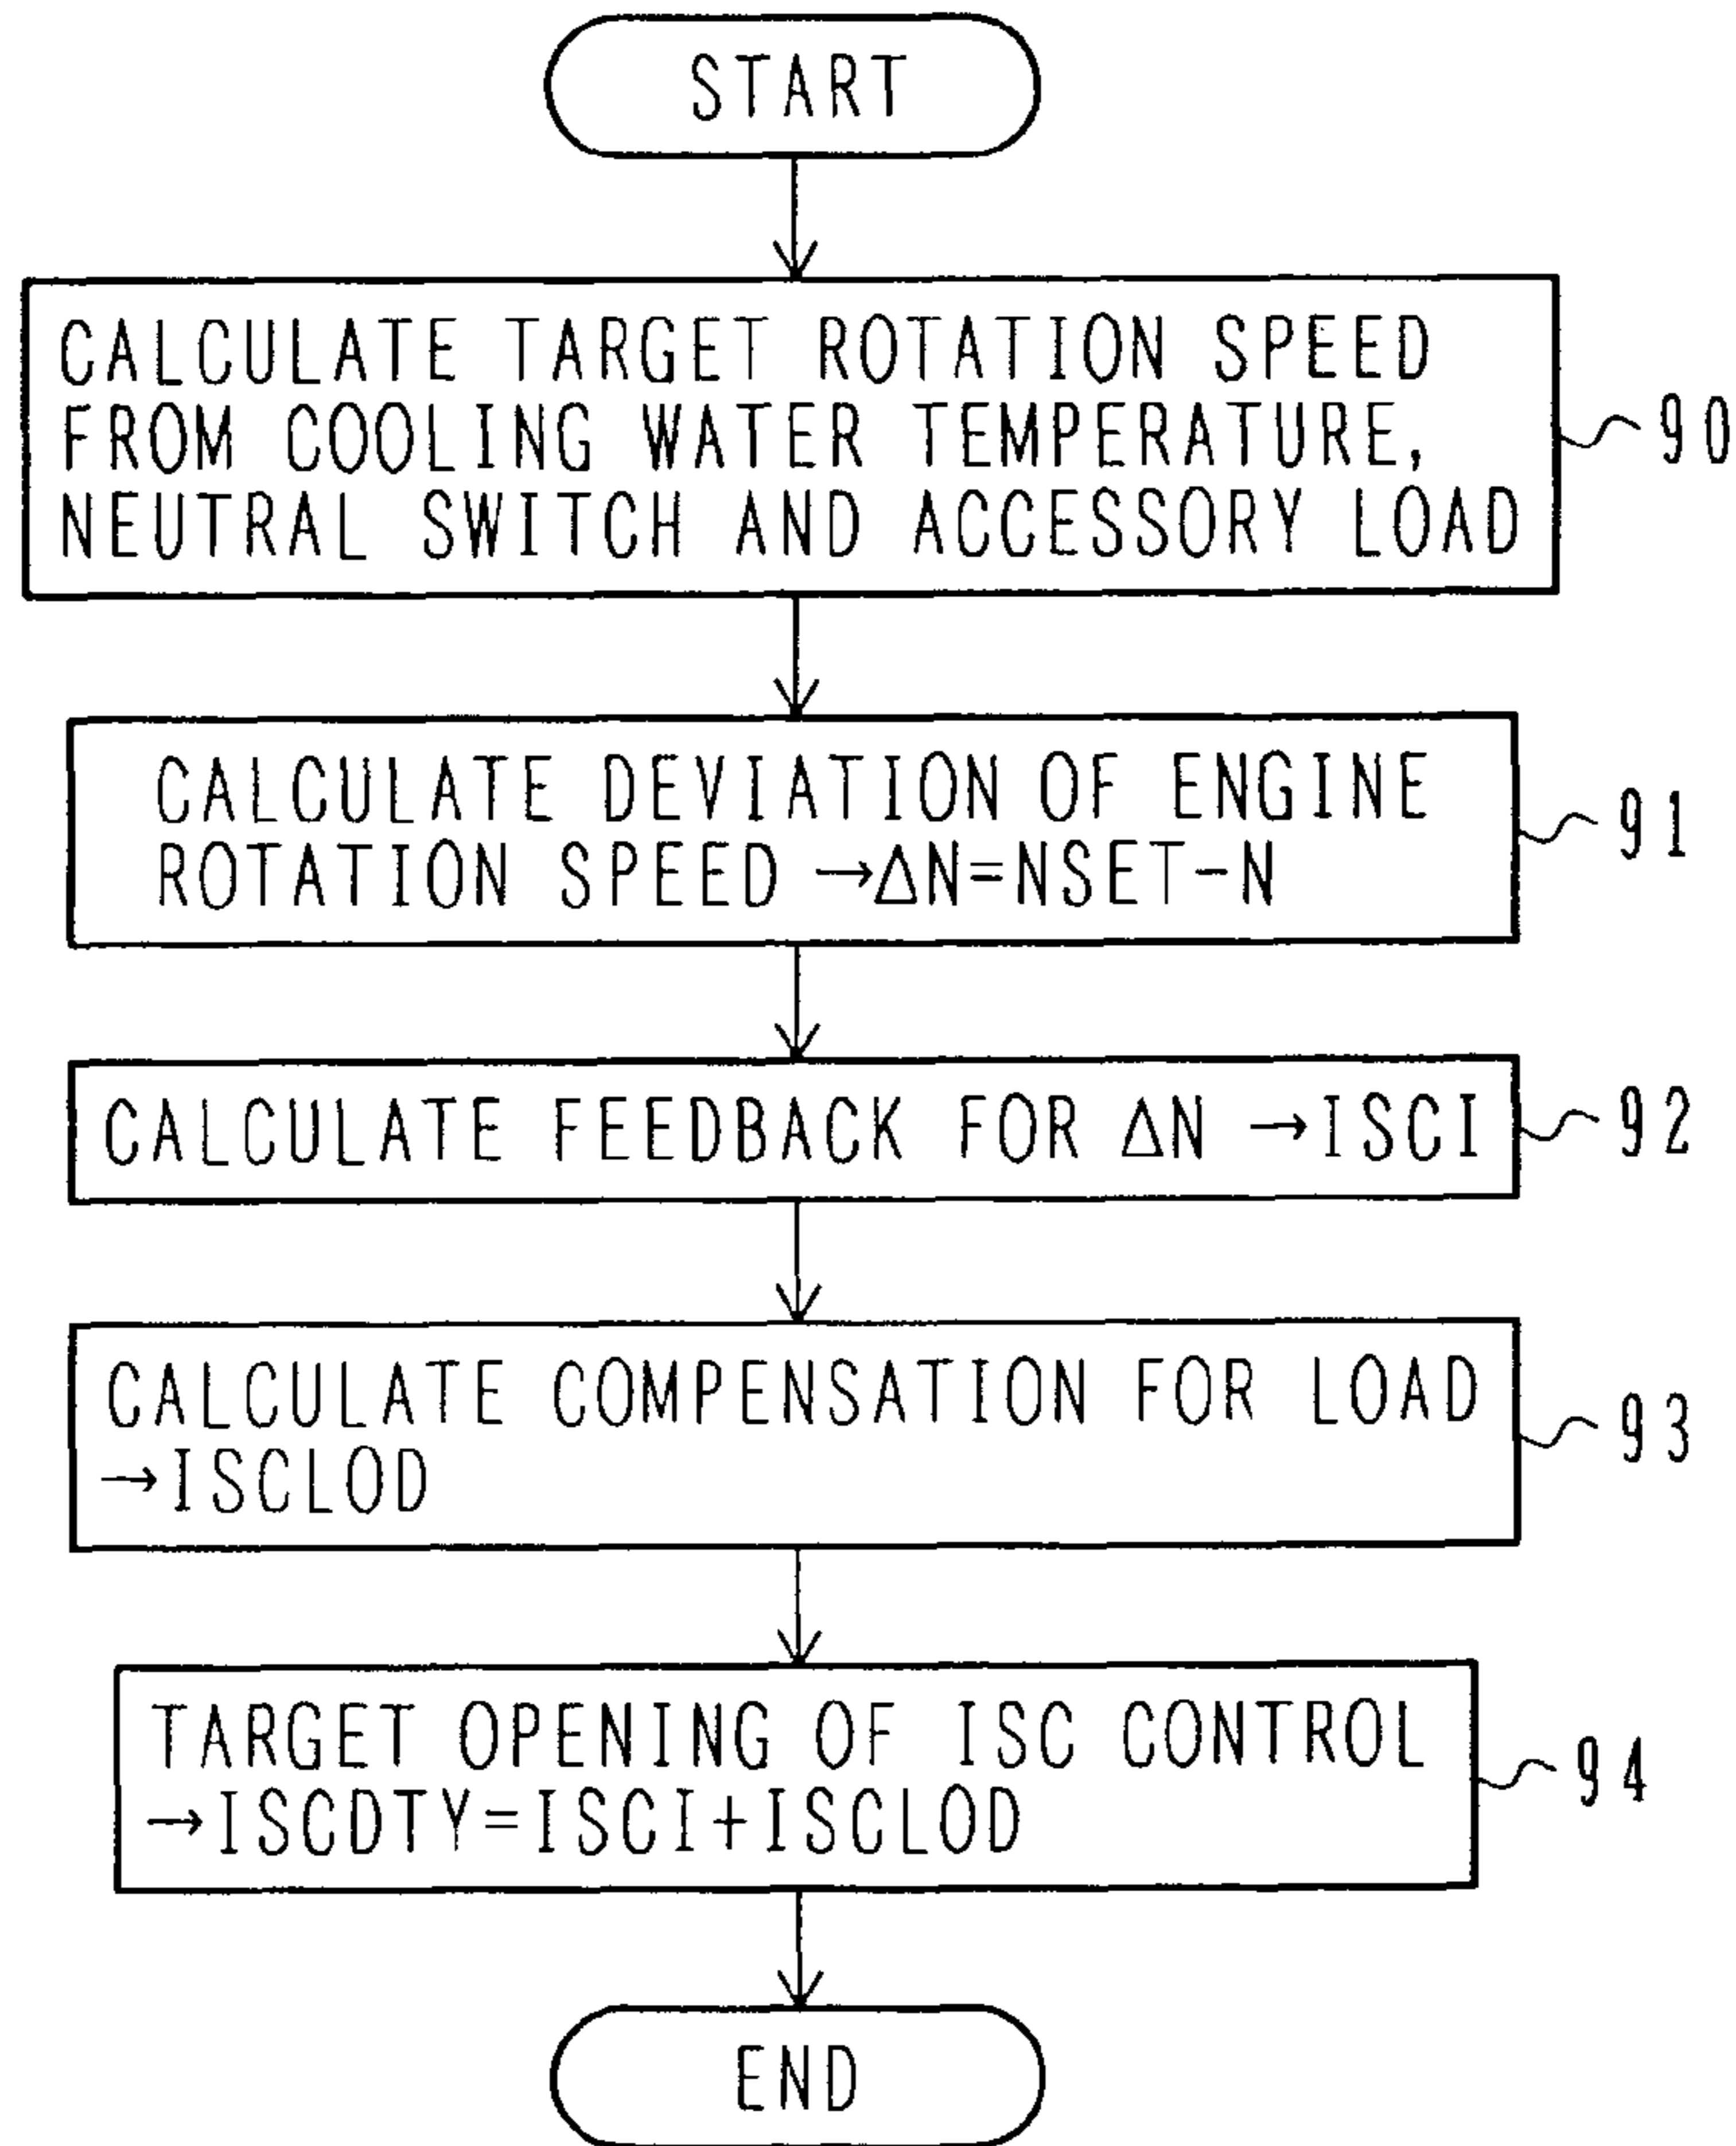 START
CALCULATE TARGET ROTATION SPEED
FROM COOLING WATER TEMPERATURE,
NEUTRAL SWITCH AND ACCESSORY LOAD
90
CALCULATE DEVIATION OF ENGINE
ROTATION SPEED →ΔN=NSET-N
91
CALCULATE FEEDBACK FOR ΔN →ISCI
92
CALCULATE COMPENSATION FOR LOAD
→ISCLOD
93
TARGET OPENING OF ISC CONTROL
→ISCDTY=ISCI+ISCLOD
94
END